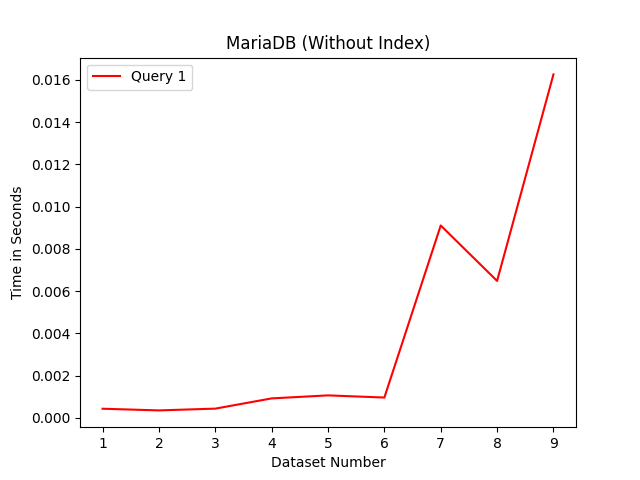 MariaDB (Without Index)
Query 1
0.016
0.014
0.012
0.010
0.008
0.006
0.004
0.002
0.000
Time in Seconds
1 2 3 4 5 6 7 8 9
Dataset Number